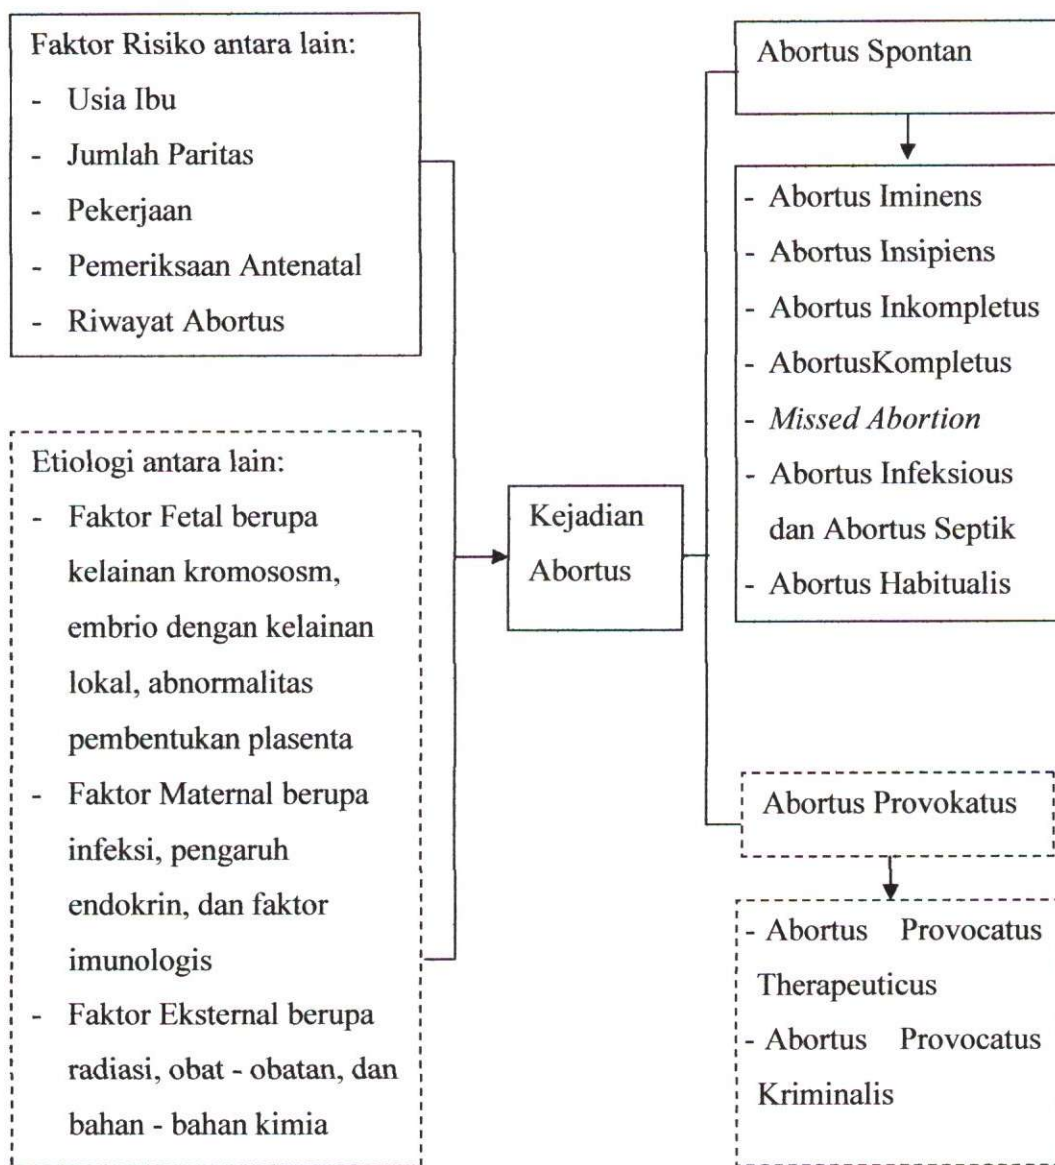 Faktor Risiko antara lain:
- Usia Ibu
- Jumlah Paritas
- Pekerjaan
- Pemeriksaan Antenatal
- Riwayat Abortus
Etiologi antara lain:
- Faktor Fetal berupa
kelainan kromososm,
embrio dengan kelainan
lokal, abnormalitas
pembentukan plasenta
- Faktor Maternal berupa
infeksi, pengaruh
endokrin, dan faktor
imunologis
- Faktor Eksternal berupa
radiasi, obat - obatan, dan
bahan - bahan kimia
Kejadian
Abortus
Abortus Spontan
- Abortus Iminens
- Abortus Insipiens
- Abortus Inkompletus
- AbortusKompletus
- Missed Abortion
- Abortus Infeksious
dan Abortus Septik
- Abortus Habitualis
Abortus Provokatus
- Abortus Provocatus
Therapeuticus
- Abortus Provocatus
Kriminalis